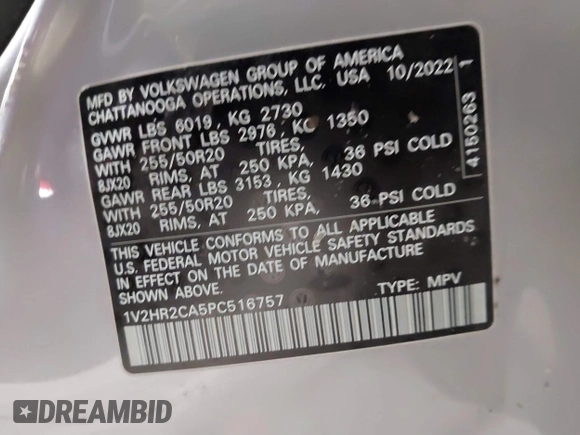 MFD BY VOLKSWAGEN GROUP OF AMERICA
CHATTANOOGA OPERATIONS, LLC. USA 10/2022
GVWR LBS 6019, KG 2730
GAWR FRONT LBS 2976, KG 1350
WITH 255/50R20 TIRES,
8JX20 RIMS, AT 250 KPA, 36 PSI COLD
GAWR REAR LBS 3153, KG 1430
WITH 255/50R20 TIRES,
8JX20 RIMS, AT 250 KPA, 36 PSI COLD
THIS VEHICLE CONFORMS TO ALL APPLICABLE
U.S. FEDERAL MOTOR VEHICLE SAFETY STANDARDS
IN EFFECT ON THE DATE OF MANUFACTURE
SHOWN ABOVE
1V2HR2CA5PC516757 TYPE: MPV
4150263 1
DREAMBID